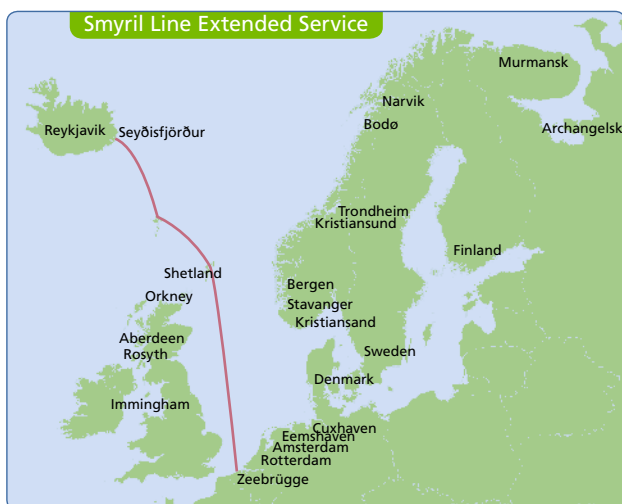 Smyril Line Extended Service
Murmansk
Narvik
Bodø
Archangelsk
Reykjavik
Seyðisfjörður
Trondheim
Kristiansund
Finland
Shetland
Bergen
Orkney
Stavanger
Kristiansand
Aberdeen
Rosyth
Sweden
Denmark
Immingham
Cuxhaven
Eemshaven
Amsterdam
Rotterdam
Zeebrügge